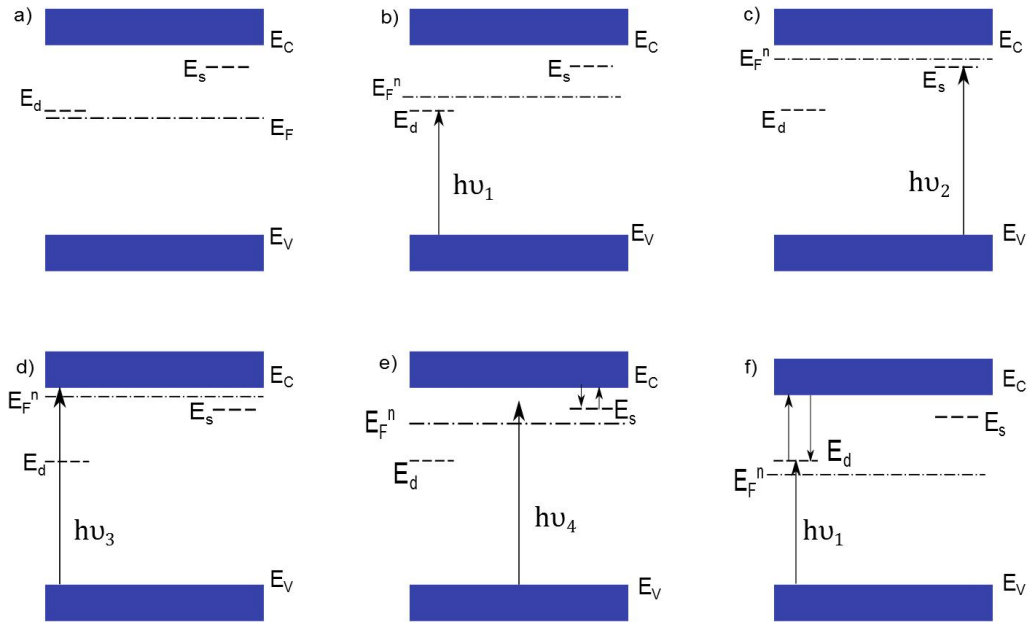 a)
E_C
E_s
E_d
E_F
E_V
b)
E_C
E_s
E_F^n
E_d
hυ_1
E_V
c)
E_C
E_F^n
E_s
E_d
hυ_2
E_V
d)
E_C
E_F^n
E_s
E_d
hυ_3
E_V
e)
E_C
E_s
E_F^n
E_d
hυ_4
E_V
f)
E_C
E_s
E_d
E_F^n
hυ_1
E_V